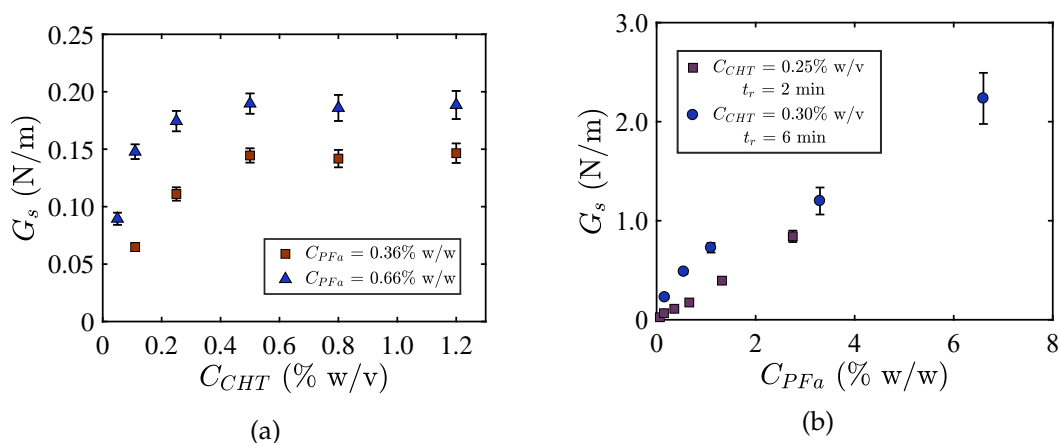 0.25
0.20
0.15
0.10
0.05
0
G_s (N/m)
C_PFa = 0.36% w/w
C_PFa = 0.66% w/w
0 0.2 0.4 0.6 0.8 1.0 1.2
C_CHT (% w/v)
(a)
3.0
2.0
1.0
0
G_s (N/m)
C_CHT = 0.25% w/v
t_r = 2 min
C_CHT = 0.30% w/v
t_r = 6 min
0 2 4 6 8
C_PFa (% w/w)
(b)